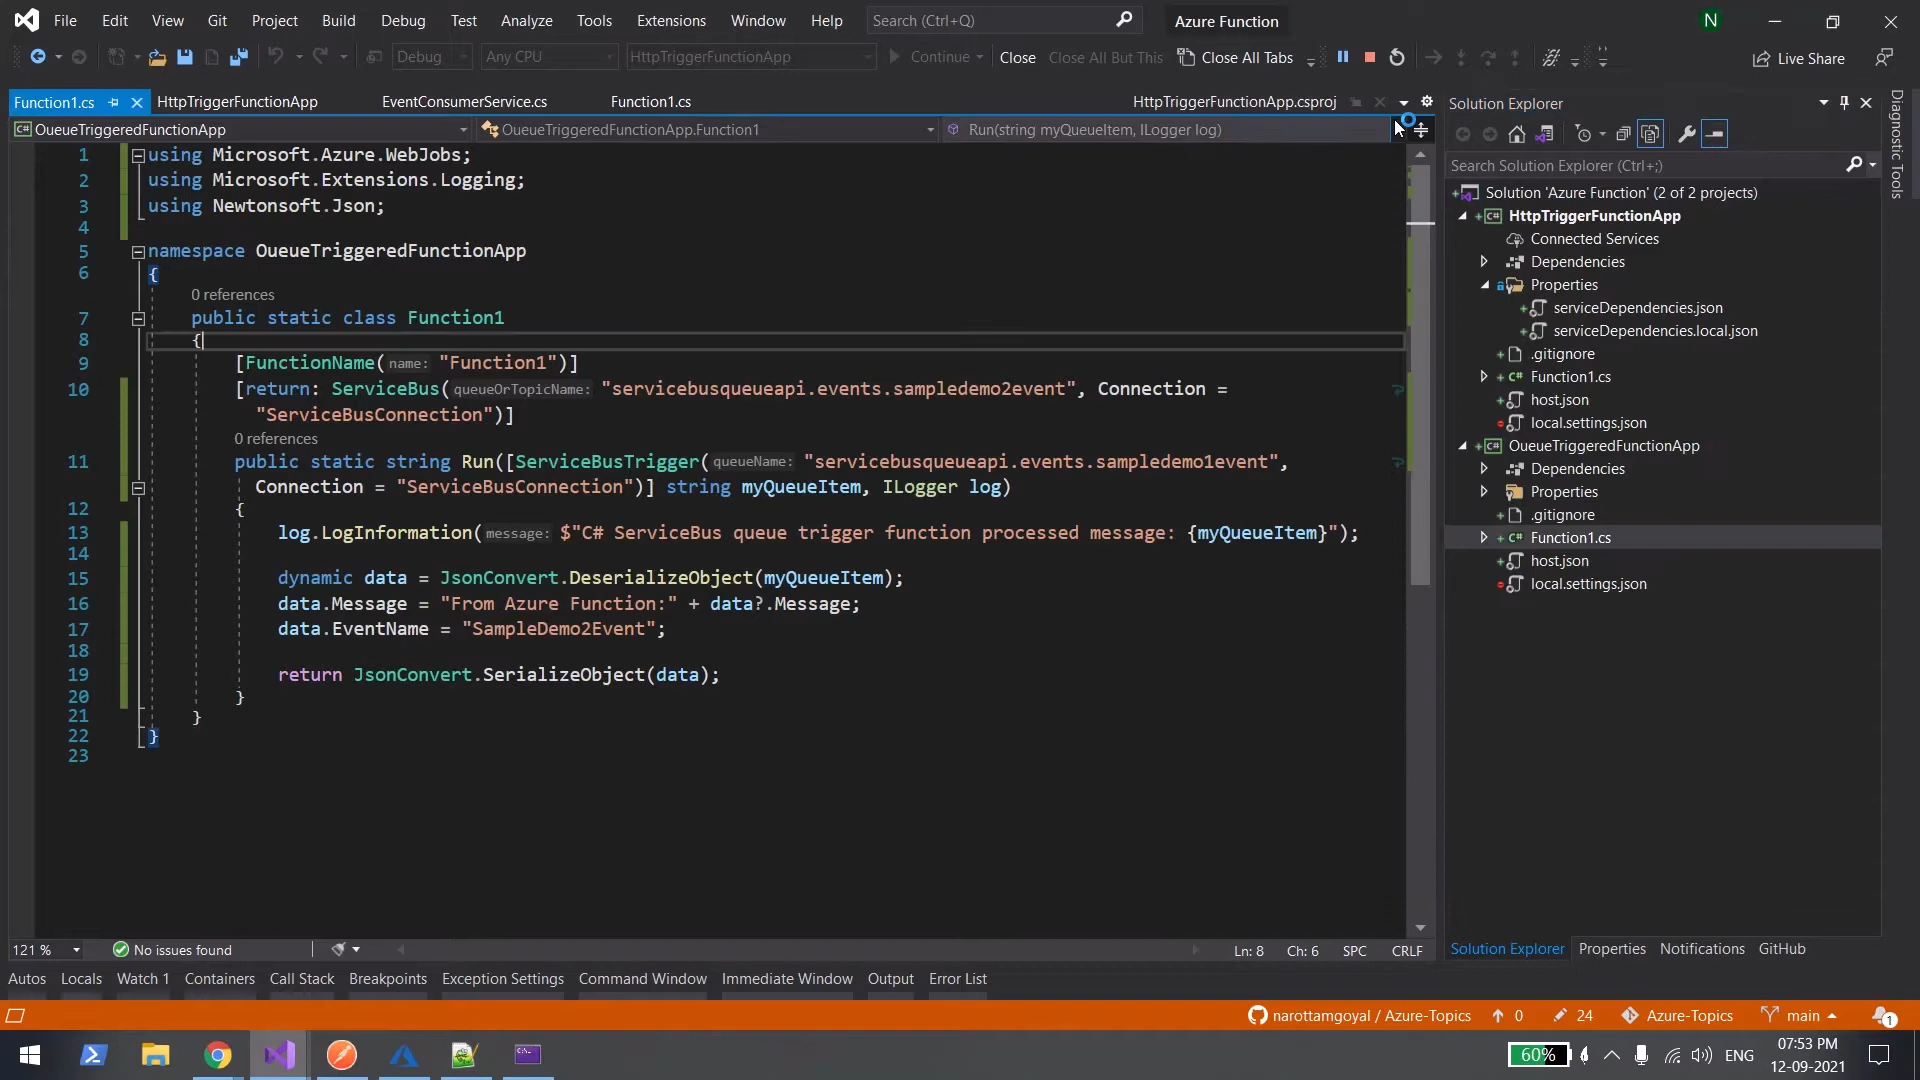 File Edit View Git Project Build Debug Test Analyze Tools Extensions Window Help Search (Ctrl+Q) Azure Function N
Debug Any CPU HttpTriggerFunctionApp Continue Close Close All But This Close All Tabs Live Share
Function1.cs HttpTriggerFunctionApp EventConsumerService.cs Function1.cs HttpTriggerFunctionApp.csproj
OueueTriggeredFunctionApp OueueTriggeredFunctionApp.Function1 Run(string myQueueItem, ILogger log)
1 using Microsoft.Azure.WebJobs;
2 using Microsoft.Extensions.Logging;
3 using Newtonsoft.Json;
4
5 namespace OueueTriggeredFunctionApp
6 {
0 references
7 public static class Function1
8 {
9 [FunctionName(name: "Function1")]
10 [return: ServiceBus(queueOrTopicName: "servicebusqueueapi.events.sampledemo2event", Connection =
"ServiceBusConnection")]
0 references
11 public static string Run([ServiceBusTrigger(queueName: "servicebusqueueapi.events.sampledemo1event",
Connection = "ServiceBusConnection")] string myQueueItem, ILogger log)
12 {
13 log.LogInformation(message: $"C# ServiceBus queue trigger function processed message: {myQueueItem}");
14
15 dynamic data = JsonConvert.DeserializeObject(myQueueItem);
16 data.Message = "From Azure Function:" + data?.Message;
17 data.EventName = "SampleDemo2Event";
18
19 return JsonConvert.SerializeObject(data);
20 }
21 }
22 }
23
121 % No issues found Ln: 8 Ch: 6 SPC CRLF
Solution Explorer
Search Solution Explorer (Ctrl+;)
Solution 'Azure Function' (2 of 2 projects)
HttpTriggerFunctionApp
Connected Services
Dependencies
Properties
serviceDependencies.json
serviceDependencies.local.json
.gitignore
Function1.cs
host.json
local.settings.json
OueueTriggeredFunctionApp
Dependencies
Properties
.gitignore
Function1.cs
host.json
local.settings.json
Solution Explorer Properties Notifications GitHub
Diagnostic Tools
Autos Locals Watch 1 Containers Call Stack Breakpoints Exception Settings Command Window Immediate Window Output Error List
narottamgoyal / Azure-Topics 0 24 Azure-Topics main 1
60% ENG 07:53 PM
12-09-2021